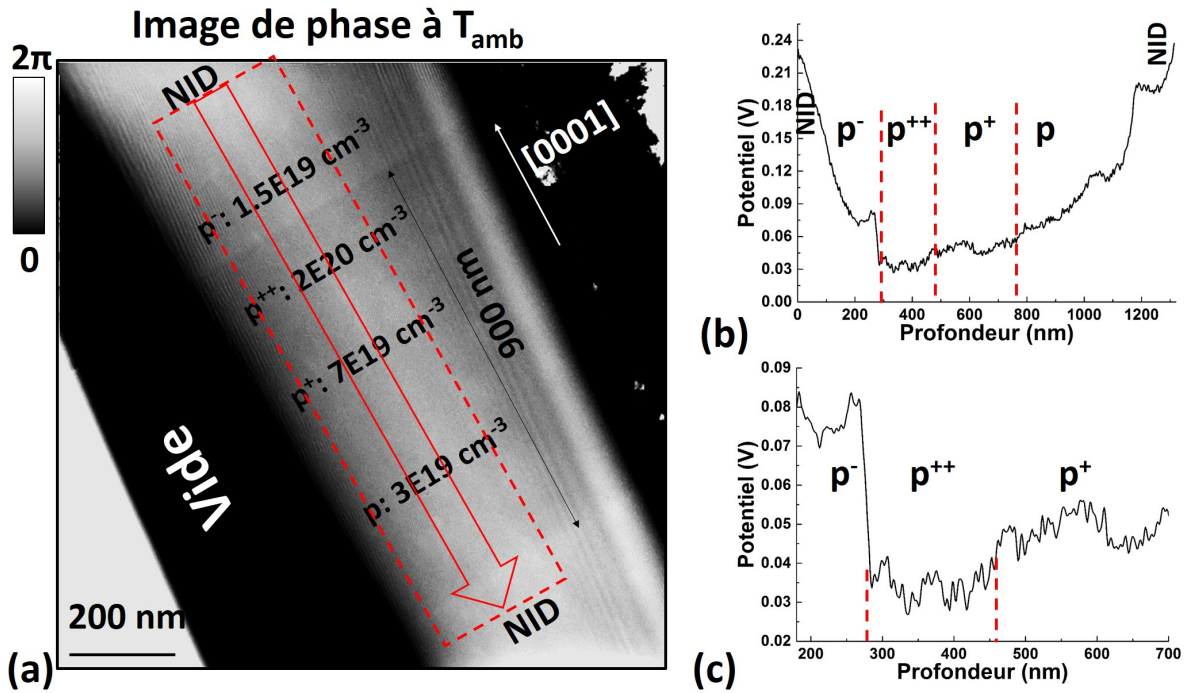 Image de phase à Tamb
2π
0
NID
p-: 1.5E19 cm-3
p++: 2E20 cm-3
p+: 7E19 cm-3
p: 3E19 cm-3
NID
[0001]
900 nm
Vide
200 nm
(a)
Potentiel (V)
0.24
0.21
0.18
0.15
0.12
0.09
0.06
0.03
0.00
NID
p-
p++
p+
p
NID
0 200 400 600 800 1000 1200
Profondeur (nm)
(b)
Potentiel (V)
0.09
0.08
0.07
0.06
0.05
0.04
0.03
0.02
p-
p++
p+
200 300 400 500 600 700
Profondeur (nm)
(c)